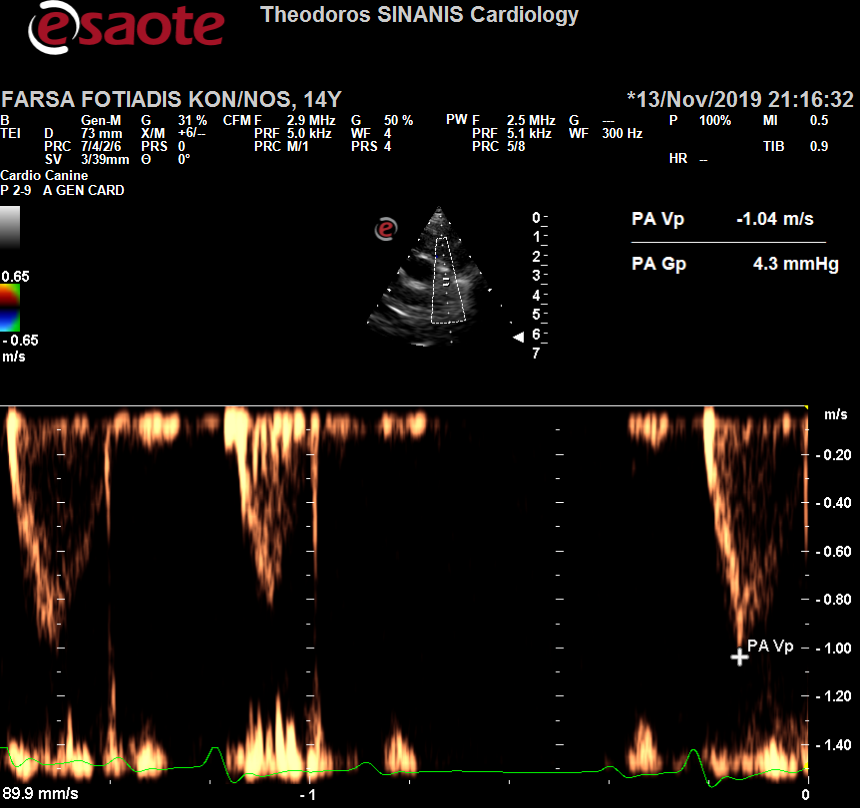 esaote
Theodoros SINANIS Cardiology
FARSA FOTIADIS KON/NOS, 14Y *13/Nov/2019 21:16:32
B Gen-M G 31 % CFM F 2.9 MHz G 50 % PW F 2.5 MHz G --- P 100% MI 0.5
TEI D 73 mm X/M +6/-- PRF 5.0 kHz WF 4 PRF 5.1 kHz WF 300 Hz
PRC 7/4/2/6 PRS 0 PRC M/1 PRS 4 PRC 5/8 TIB 0.9
SV 3/39mm Θ 0° HR --
Cardio Canine
P 2-9 A GEN CARD
e
0
1
2
3
4
5
6
7
PA Vp -1.04 m/s
PA Gp 4.3 mmHg
0.65
-0.65
m/s
m/s
-0.20
-0.40
-0.60
-0.80
-1.00
-1.20
-1.40
PA Vp
89.9 mm/s -1 0